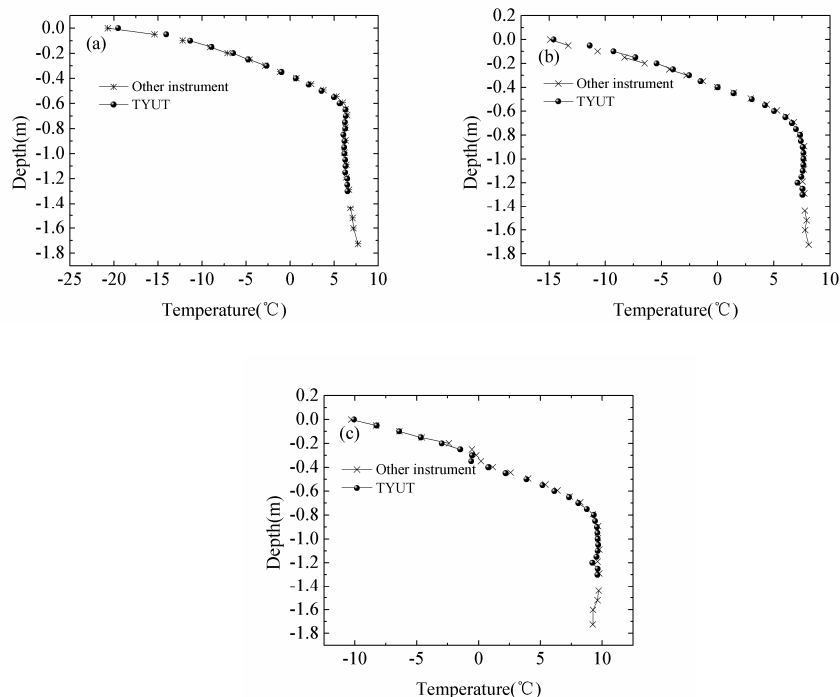 (a)
Other instrument
TYUT
Depth(m)
0.0
-0.2
-0.4
-0.6
-0.8
-1.0
-1.2
-1.4
-1.6
-1.8
-25 -20 -15 -10 -5 0 5 10
Temperature(℃)
(b)
Other instrument
TYUT
Depth(m)
0.2
0.0
-0.2
-0.4
-0.6
-0.8
-1.0
-1.2
-1.4
-1.6
-1.8
-15 -10 -5 0 5 10
Temperature(℃)
(c)
Other instrument
TYUT
Depth(m)
0.2
0.0
-0.2
-0.4
-0.6
-0.8
-1.0
-1.2
-1.4
-1.6
-1.8
-10 -5 0 5 10
Temperature(℃)